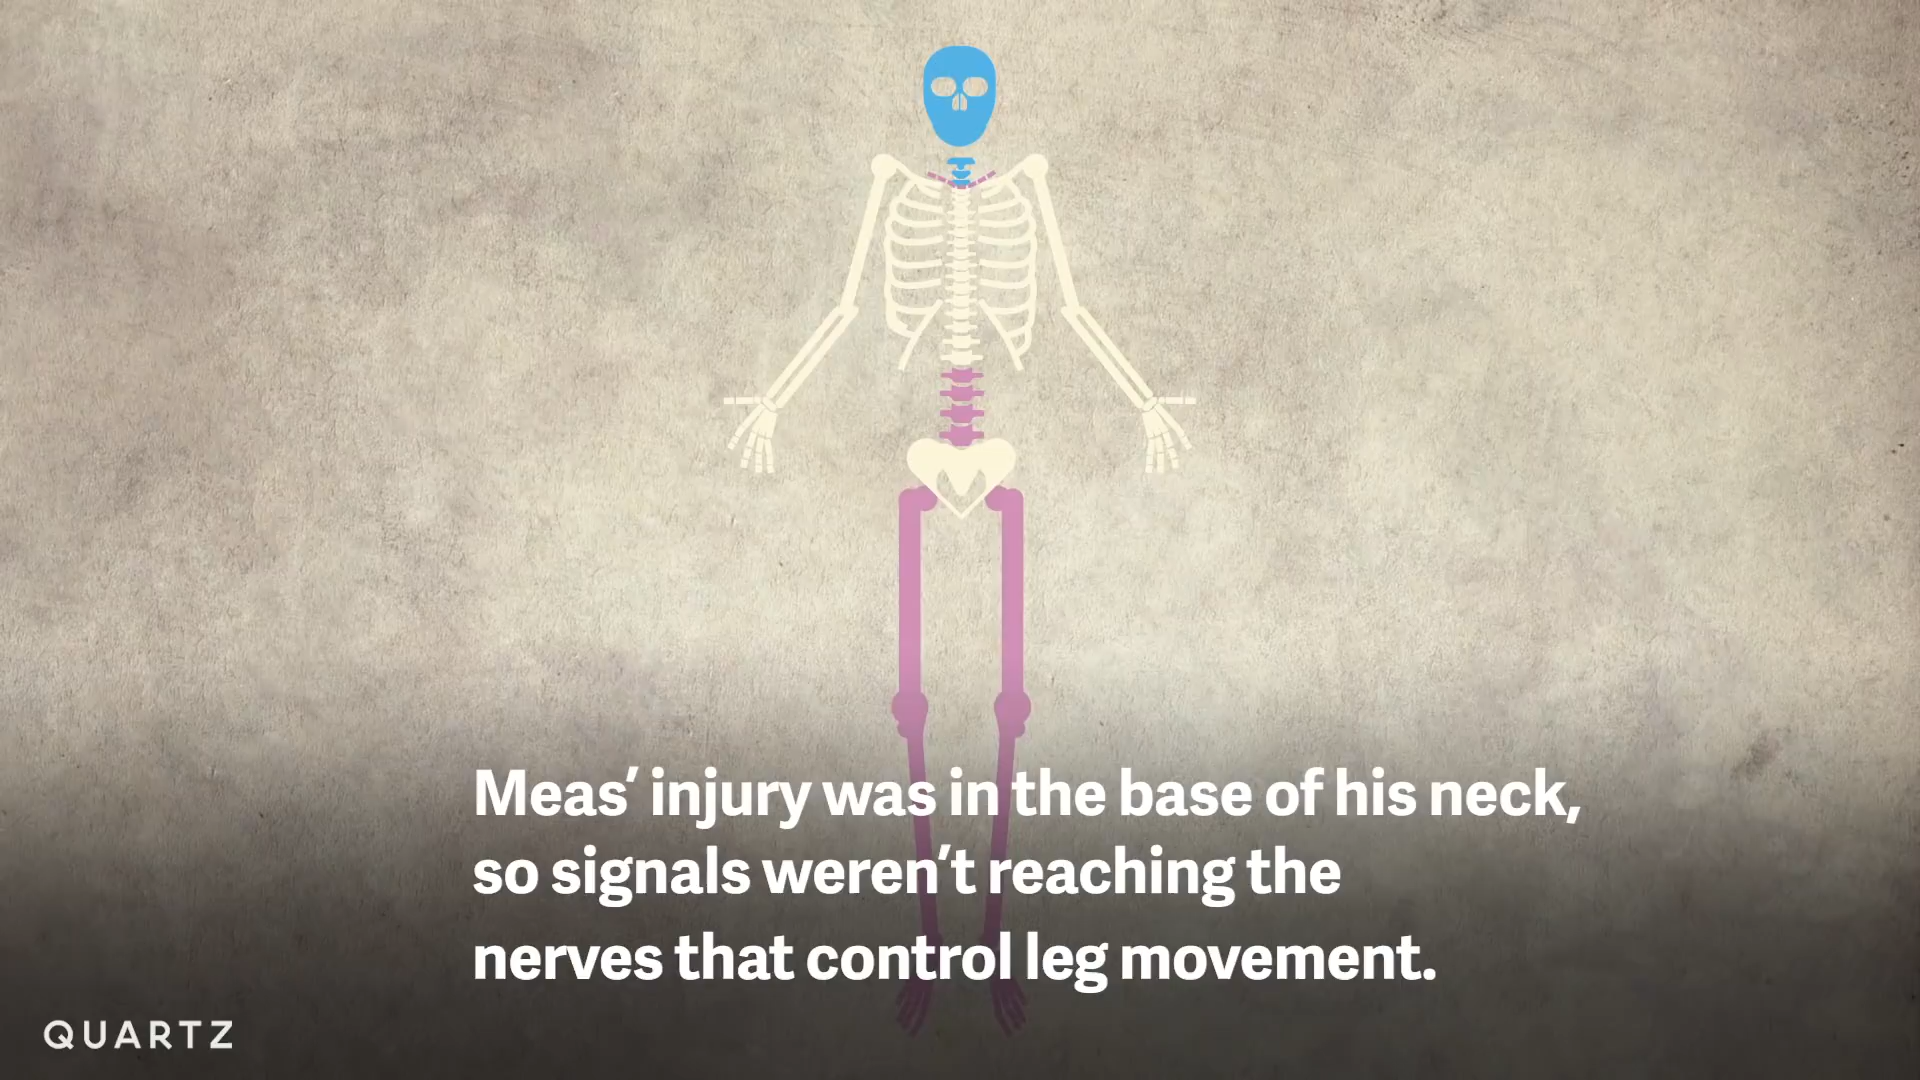 Meas’ injury was in the base of his neck,
so signals weren’t reaching the
nerves that control leg movement.
QUARTZ